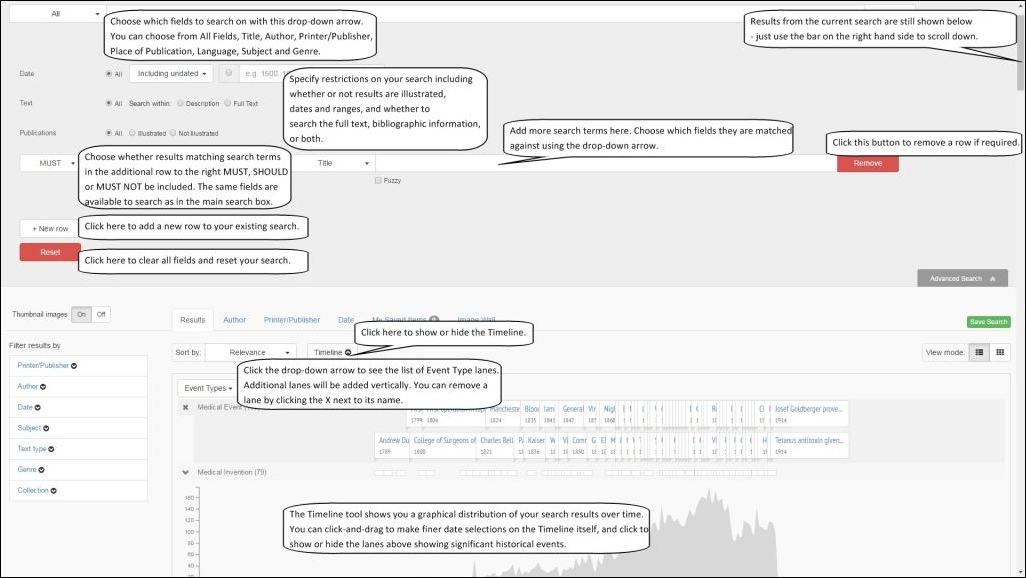 All
Choose which fields to search on with this drop-down arrow.
You can choose from All Fields, Title, Author, Printer/Publisher,
Place of Publication, Language, Subject and Genre.
Results from the current search are still shown below
- just use the bar on the right hand side to scroll down.
Date All Including undated e.g. 1600, 1
Specify restrictions on your search including
whether or not results are illustrated,
dates and ranges, and whether to
search the full text, bibliographic information,
or both.
Text All Search within: Description Full Text
Publications All Illustrated Not Illustrated
Add more search terms here. Choose which fields they are matched
against using the drop-down arrow.
Click this button to remove a row if required.
MUST
Choose whether results matching search terms
in the additional row to the right MUST, SHOULD
or MUST NOT be included. The same fields are
available to search as in the main search box.
Title
Remove
Fuzzy
+ New row
Click here to add a new row to your existing search.
Reset
Click here to clear all fields and reset your search.
Advanced Search
Thumbnail images: On Off
Results Author Printer/Publisher Date My Saved Items 0 Image Wall
Save Search
Click here to show or hide the Timeline.
Filter results by
Sort by: Relevance Timeline
View mode:
Printer/Publisher
Author
Date
Subject
Text type
Genre
Collection
Click the drop-down arrow to see the list of Event Type lanes.
Additional lanes will be added vertically. You can remove a
lane by clicking the X next to its name.
Event Types
Medical Event
Mancheste Bloo General Vi Nigl Josef Goldberger prove...
1799 1804 1824 1835 1841 1847 1860 1914
Andrew Du College of Surgeons of Charles Bell Kaiser Comr Tetanus antitoxin given...
1789 1800 1821 1836 1850 1914
Medical Invention (79)
160
140
120
100
80
60
40
20
The Timeline tool shows you a graphical distribution of your search results over time.
You can click-and-drag to make finer date selections on the Timeline itself, and click to
show or hide the lanes above showing significant historical events.